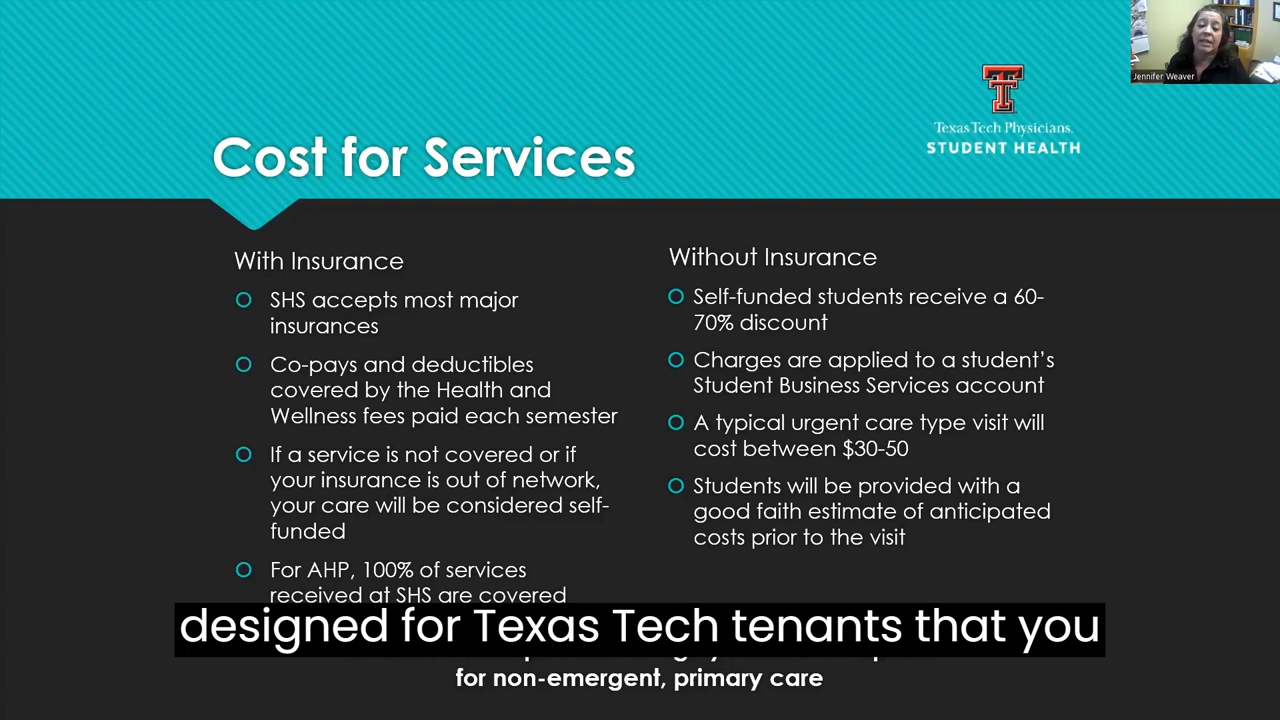 Jennifer Weaver
Texas Tech Physicians.
STUDENT HEALTH
Cost for Services
With Insurance
SHS accepts most major
insurances
Co-pays and deductibles
covered by the Health and
Wellness fees paid each semester
If a service is not covered or if
your insurance is out of network,
your care will be considered self-
funded
For AHP, 100% of services
received at SHS are covered
Without Insurance
Self-funded students receive a 60-
70% discount
Charges are applied to a student's
Student Business Services account
A typical urgent care type visit will
cost between $30-50
Students will be provided with a
good faith estimate of anticipated
costs prior to the visit
designed for Texas Tech tenants that you
for non-emergent, primary care